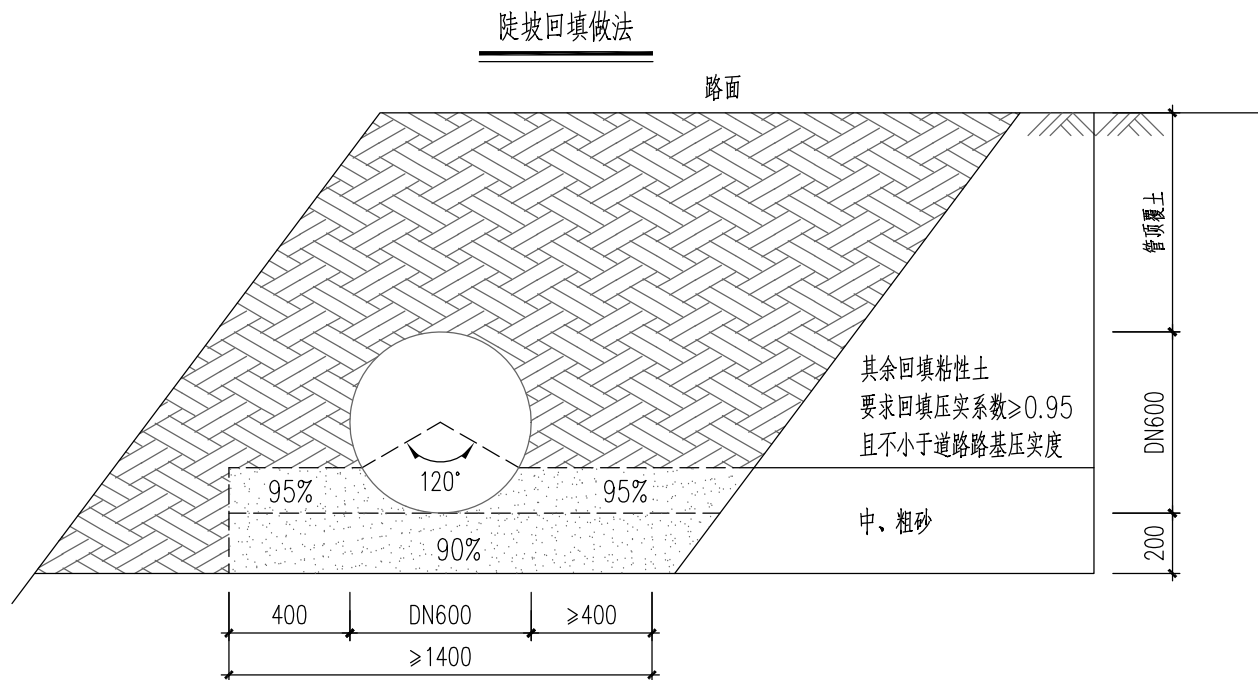 陡坡回填做法
路面
管顶覆土
其余回填粘性土
要求回填压实系数≥0.95
且不小于道路路基压实度
DN600
120°
95%
95%
中、粗砂
90%
200
400
DN600
≥400
≥1400